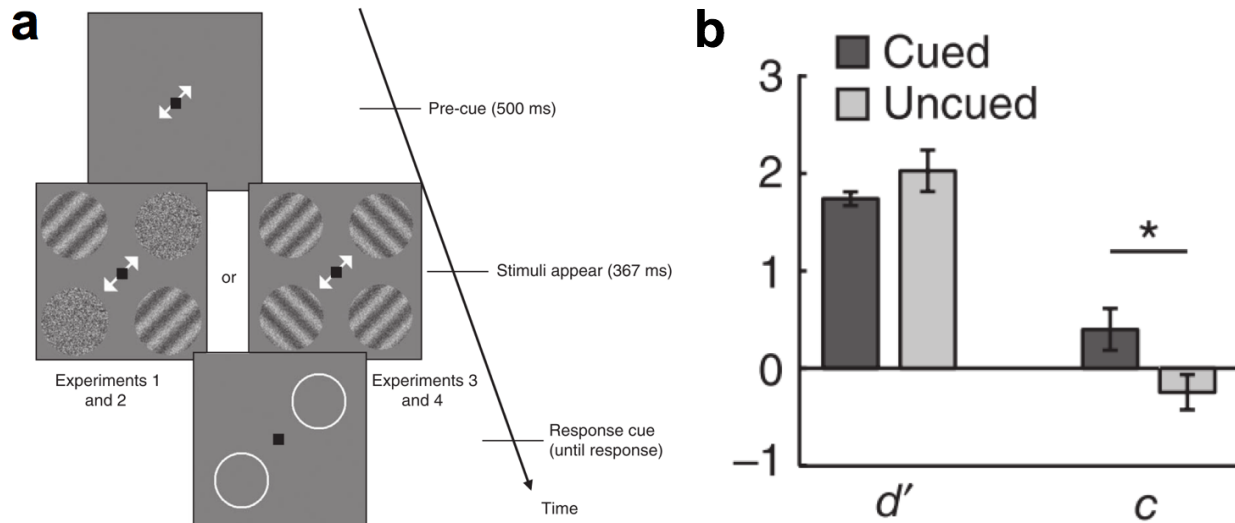 a
Pre-cue (500 ms)
or
Stimuli appear (367 ms)
Experiments 1
and 2
Experiments 3
and 4
Response cue
(until response)
Time
b
Cued
Uncued
3
2
1
0
−1
*
d′
c